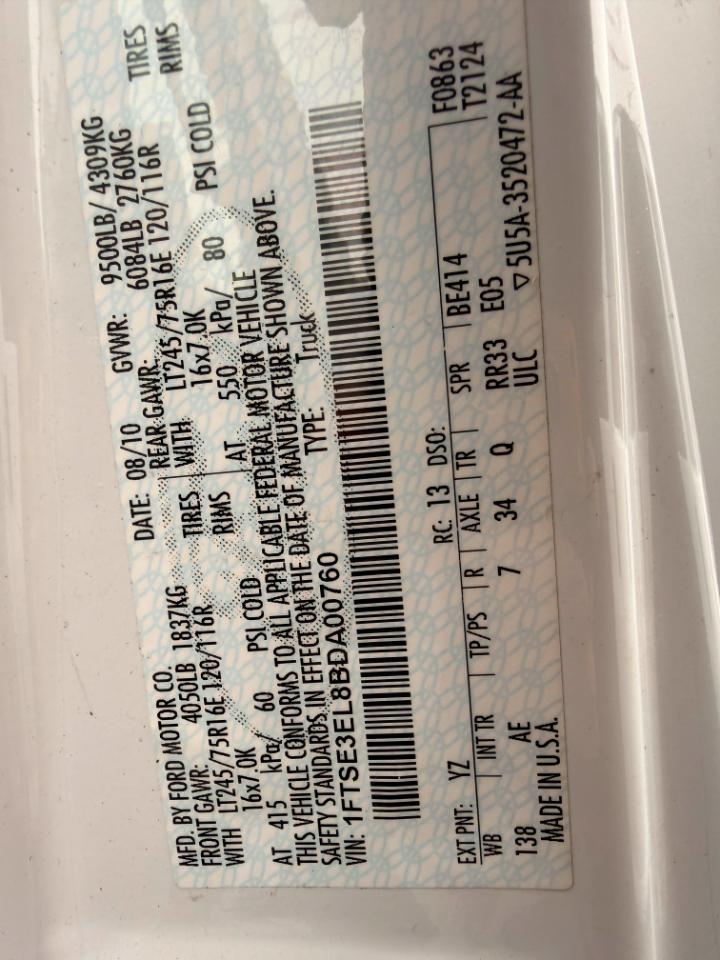 MFD. BY FORD MOTOR CO. DATE: 08/10 GVWR: 9500LB/ 4309KG
FRONT GAWR: 4050LB 1837KG REAR GAWR: 6084LB 2760KG
WITH LT245/75R16E 120/116R TIRES WITH LT245/75R16E 120/116R TIRES
16x7.0K RIMS 16x7.0K RIMS
AT 415 kPa/ 60 PSI COLD AT 550 kPa/ 80 PSI COLD
THIS VEHICLE CONFORMS TO ALL APPLICABLE FEDERAL MOTOR VEHICLE
SAFETY STANDARDS IN EFFECT ON THE DATE OF MANUFACTURE SHOWN ABOVE.
VIN: 1FTSE3EL8BDA00760 TYPE: Truck
F0863
T2124
EXT PNT: YZ RC: 13 DSO: BE414
WB INT TR TP/PS R AXLE TR SPR E05
138 AE 7 34 Q RR33
ULC
MADE IN U.S.A. ▽5U5A-3520472-AA